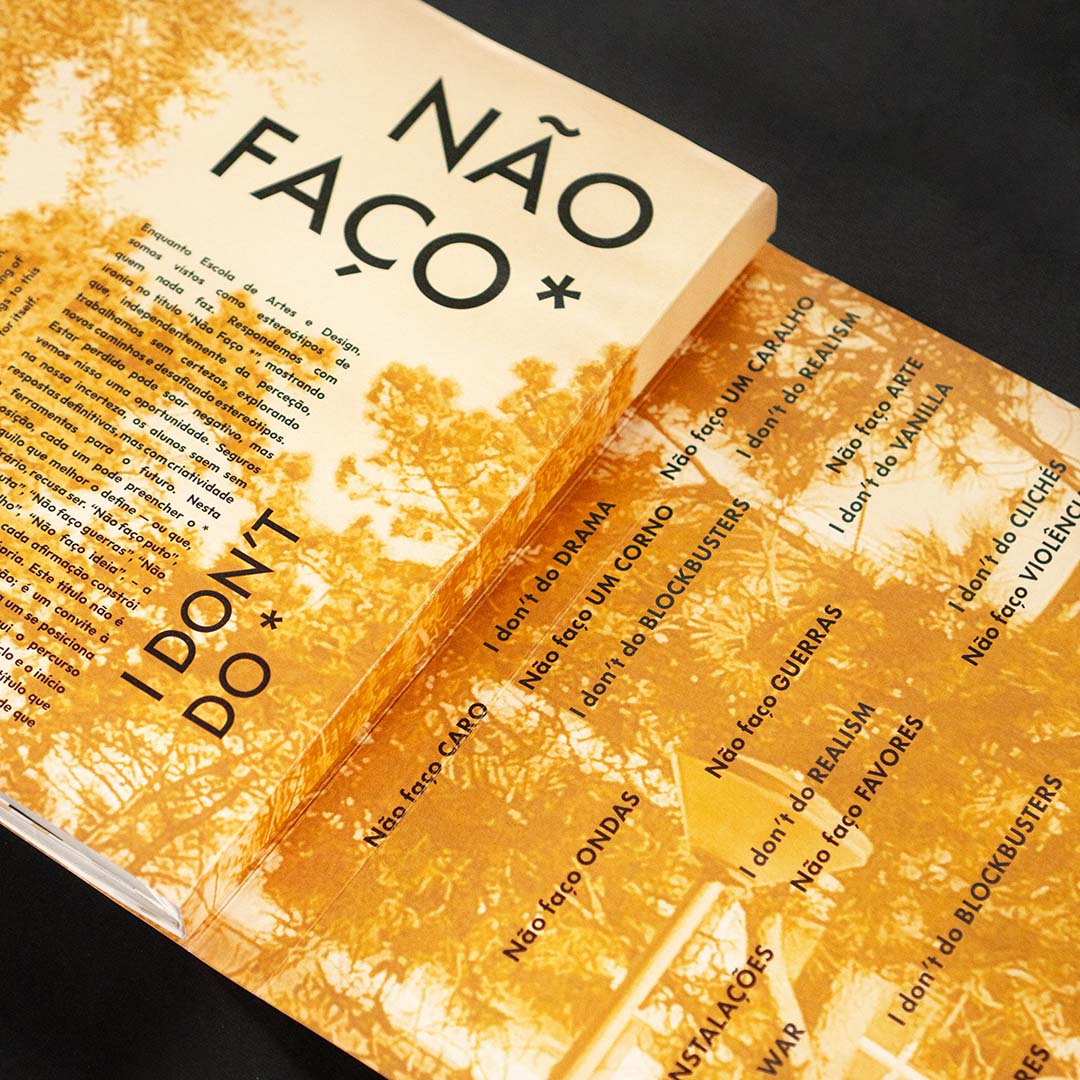 NÃO
FAÇO*
Enquanto Escola de Artes e Design,
somos vistos como estereótipos de
quem nada faz. Respondemos com
ironia no título "Não Faço *", mostrando
que, independentemente da perceção,
trabalhamos sem certezas, explorando
novos caminhos e desafiando estereótipos.
Estar perdido pode soar negativo, mas
vemos nisso uma oportunidade. Seguros
na nossa incerteza, os alunos saem sem
respostas definitivas, mas com criatividade
ferramentas para o futuro. Nesta
cada um pode preencher o *
quilo que melhor o define — ou que,
recusa ser. "Não faço puto",
"Não faço guerras", "Não
"Não faço ideia", – a
cada afirmação constrói
Este título não é
é um convite à
um se posiciona
o percurso
e o início
título que
de que
I DON'T
DO *
Não faço UM CARALHO
I don't do REALISM
Não faço ARTE
I don't do VANILLA
I don't do CLICHÉS
Não faço VIOLÊNCI
I don't do DRAMA
Não faço UM CORNO
I don't do BLOCKBUSTERS
Não faço GUERRAS
Não faço CARO
I don't do REALISM
Não faço FAVORES
Não faço ONDAS
I don't do BLOCKBUSTERS
NSTALAÇÕES
WAR
RES